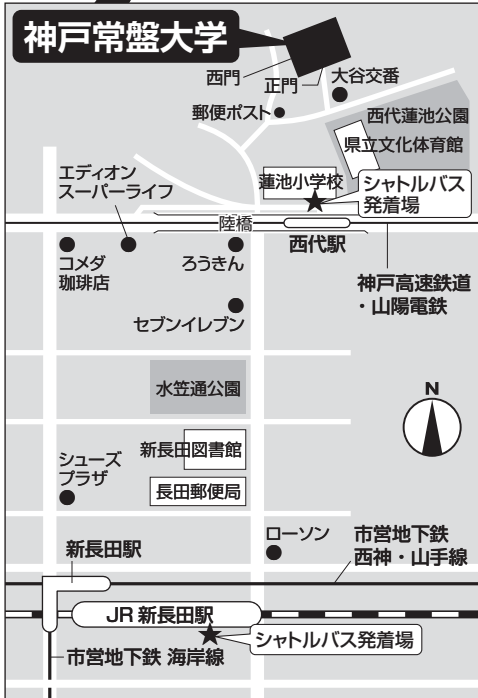 神戸常盤大学
西門
正門
大谷交番
郵便ポスト
西代蓮池公園
県立文化体育館
エディオン
スーパーライフ
蓮池小学校
シャトルバス
発着場
陸橋
西代駅
コメダ
珈琲店
ろうきん
神戸高速鉄道
・山陽電鉄
セブンイレブン
水笠通公園
N
新長田図書館
シューズ
プラザ
長田郵便局
ローソン
市営地下鉄
西神・山手線
新長田駅
JR 新長田駅
シャトルバス発着場
市営地下鉄 海岸線